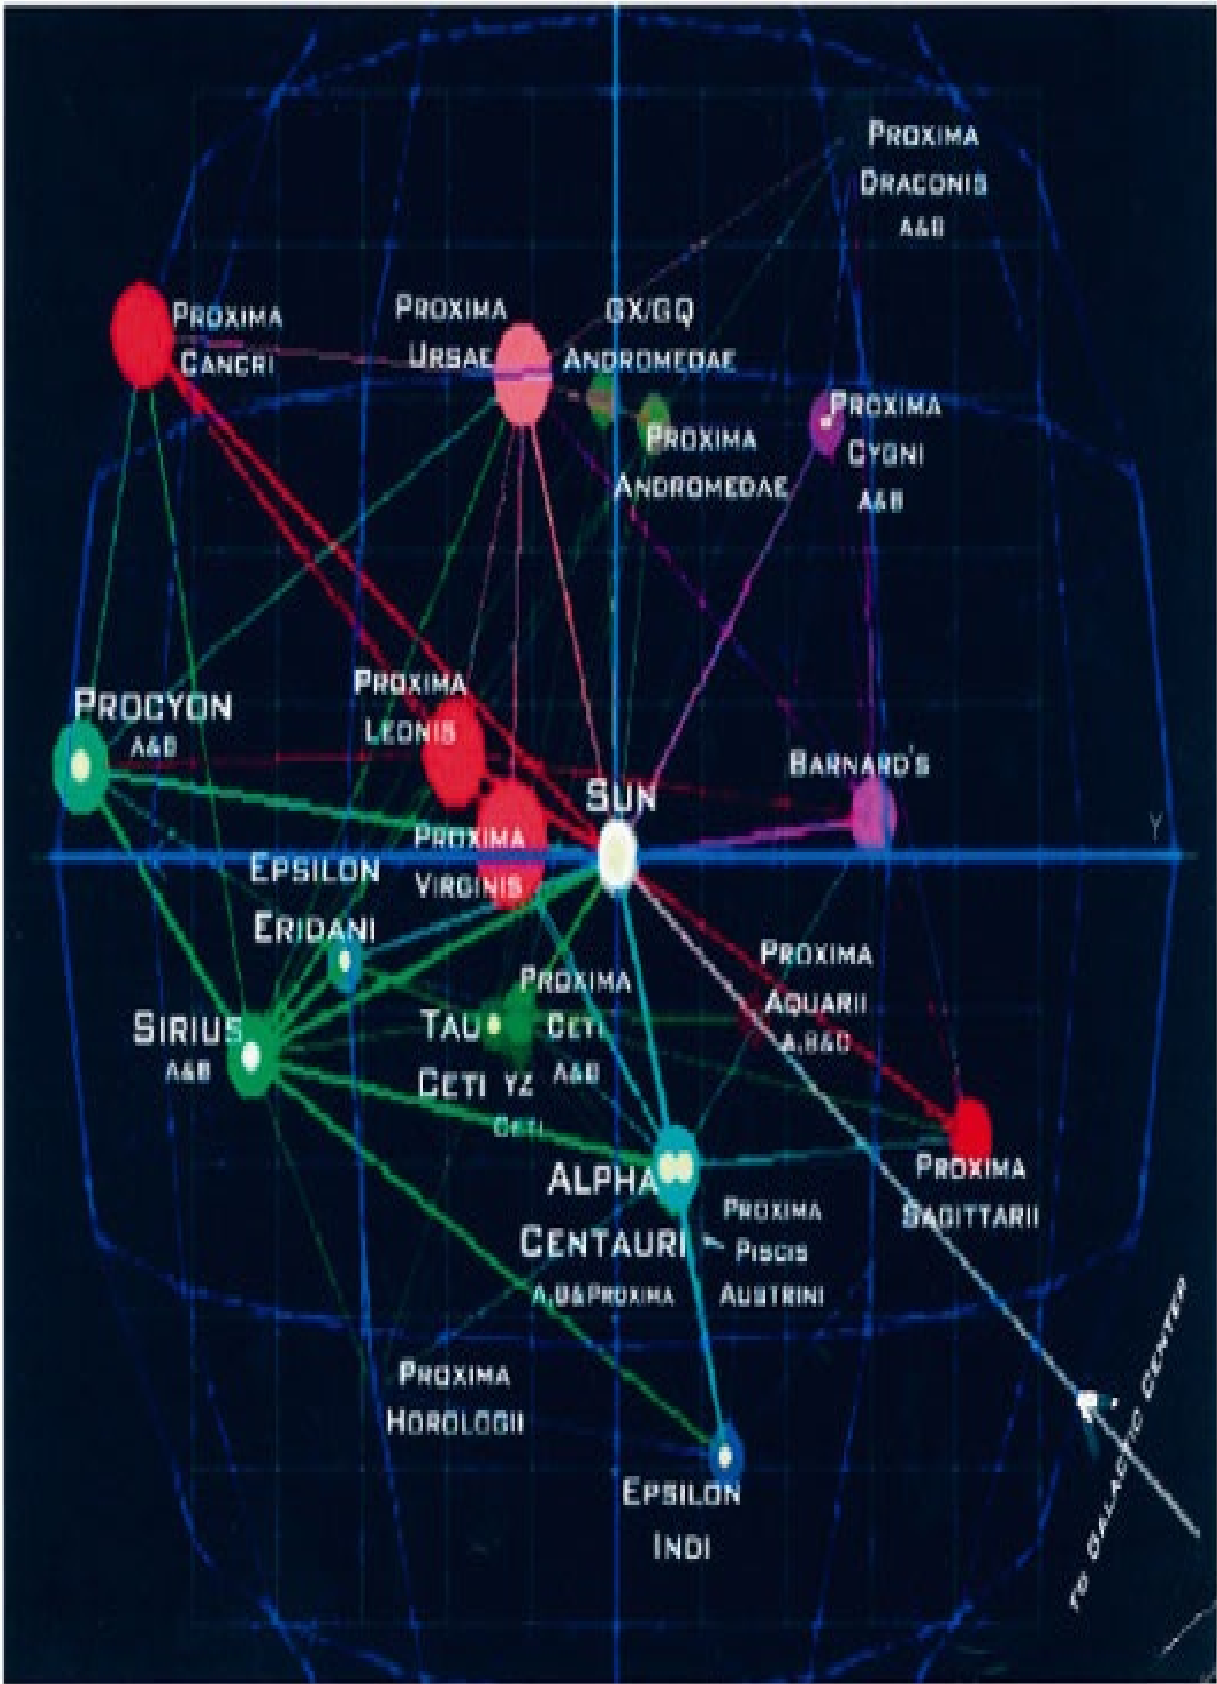 PROXIMA
DRACONIS
A&B
PROXIMA
CANCRI
PROXIMA
URSAE
GX/GQ
ANDROMEDAE
PROXIMA
ANDROMEDAE
PROXIMA
CYGNI
A&B
PROCYON
A&B
PROXIMA
LEONIS
BARNARD'S
SUN
Y
PROXIMA
VIRGINIS
EPSILON
ERIDANI
PROXIMA
AQUARII
A,B&C
SIRIUS
A&B
TAU
CETI
PROXIMA
CETI
A&B
YZ
CETI
ALPHA
CENTAURI
A,B&PROXIMA
PROXIMA
PISCIS
AUSTRINI
PROXIMA
SAGITTARII
PROXIMA
HOROLOGII
EPSILON
INDI
TO GALACTIC CENTER